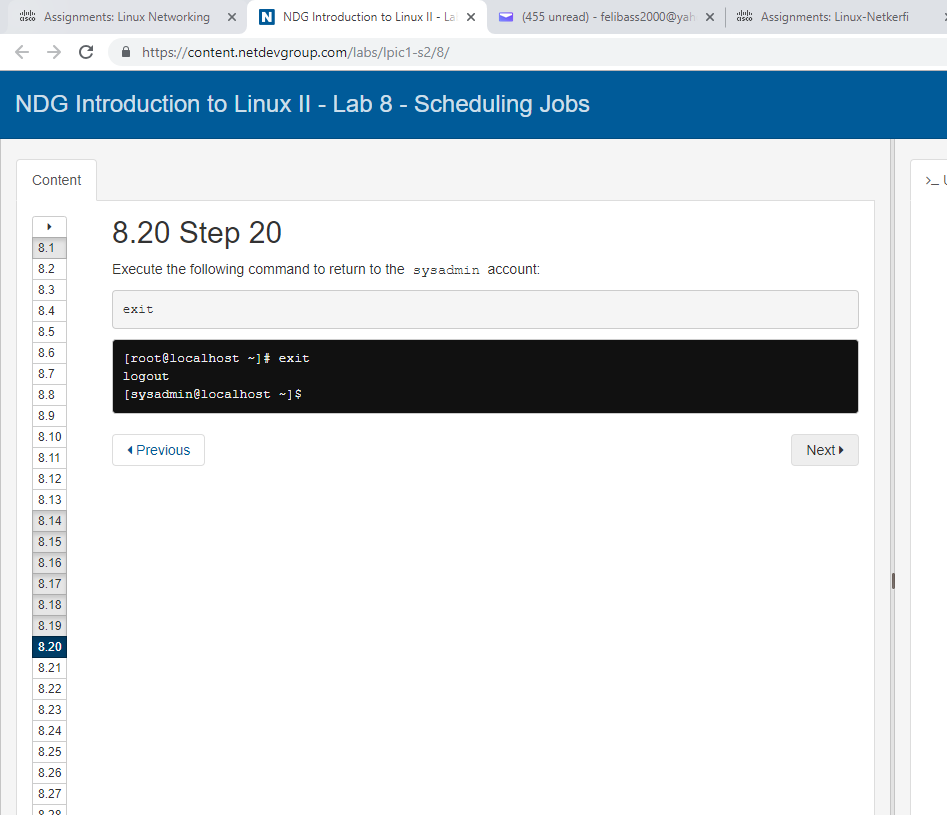 cisco Assignments: Linux Networking
N NDG Introduction to Linux II - La
(455 unread) - felibass2000@yah
cisco Assignments: Linux-Netkerfi
https://content.netdevgroup.com/labs/lpic1-s2/8/
NDG Introduction to Linux II - Lab 8 - Scheduling Jobs
Content
>_ U
8.1
8.2
8.3
8.4
8.5
8.6
8.7
8.8
8.9
8.10
8.11
8.12
8.13
8.14
8.15
8.16
8.17
8.18
8.19
8.20
8.21
8.22
8.23
8.24
8.25
8.26
8.27
8.28
8.20 Step 20
Execute the following command to return to the sysadmin account:
exit
[root@localhost ~]# exit
logout
[sysadmin@localhost ~]$
Previous
Next